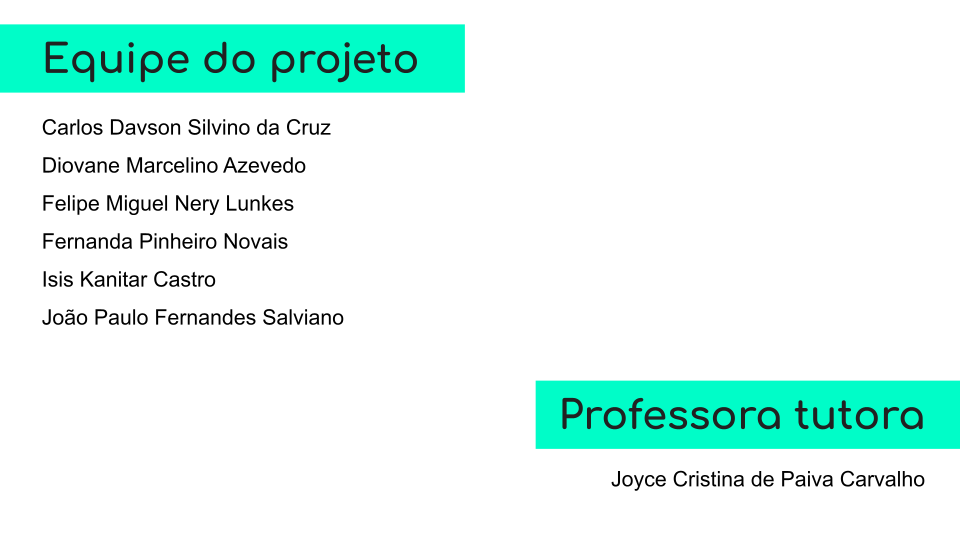 Equipe do projeto
Carlos Davson Silvino da Cruz
Diovane Marcelino Azevedo
Felipe Miguel Nery Lunkes
Fernanda Pinheiro Novais
Isis Kanitar Castro
João Paulo Fernandes Salviano
Professora tutora
Joyce Cristina de Paiva Carvalho